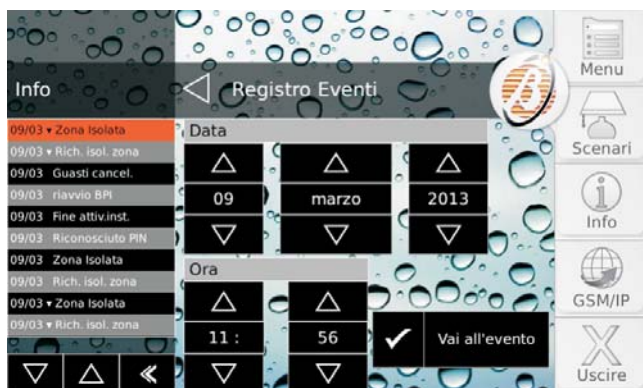 Info
Registro Eventi
09/03 ▾ Zona Isolata
09/03 ▾ Rich. isol. zona
09/03 Guasti cancel.
09/03 riavvio BPI
09/03 Fine attiv.inst.
09/03 Riconosciuto PIN
09/03 Zona Isolata
09/03 Rich. isol. zona
09/03 ▾ Zona Isolata
09/03 ▾ Rich. isol. zona
Data
09 marzo 2013
Ora
11 : 56
Vai all'evento
Menu
Scenari
Info
GSM/IP
Uscire